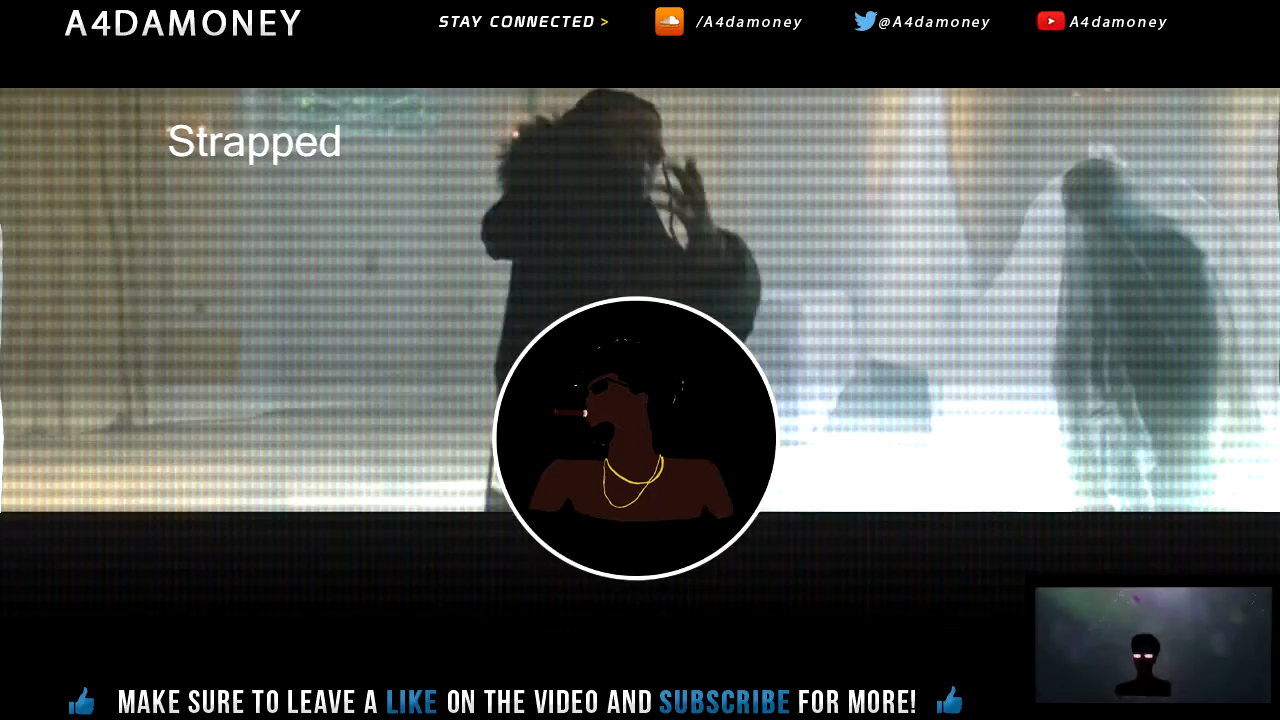 A4DAMONEY
STAY CONNECTED >
/A4damoney
@A4damoney
A4damoney
Strapped
MAKE SURE TO LEAVE A LIKE ON THE VIDEO AND SUBSCRIBE FOR MORE!